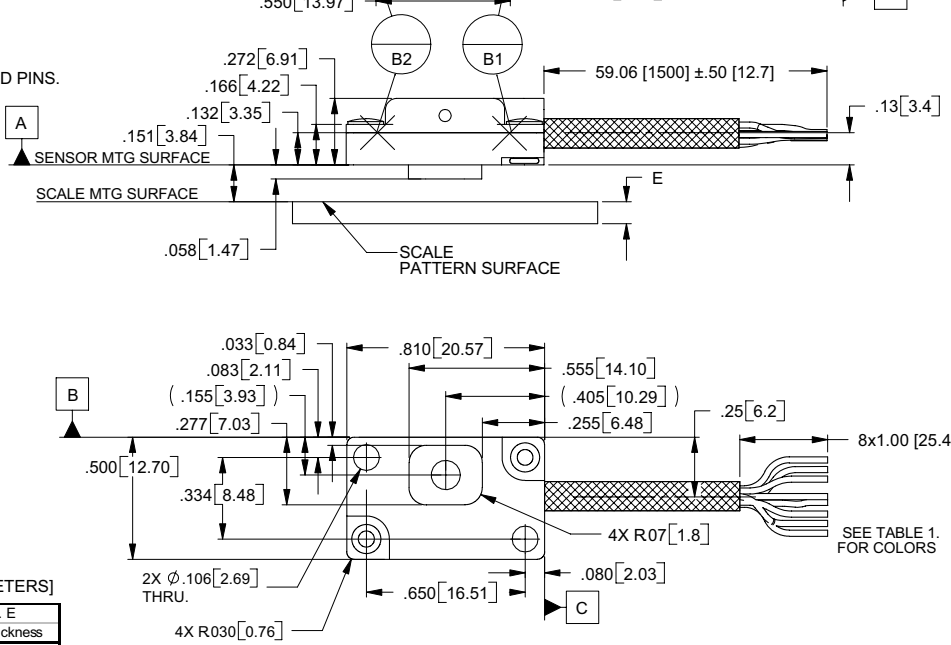 .550[13.97]
B2
B1
.272[6.91]
59.06 [1500] ±.50 [12.7]
D PINS.
.166[4.22]
.132[3.35]
.13[3.4]
A
.151[3.84]
SENSOR MTG SURFACE
SCALE MTG SURFACE
E
.058[1.47]
SCALE
PATTERN SURFACE
.033[0.84]
.810[20.57]
.083[2.11]
.555[14.10]
B
( .155[3.93] )
( .405[10.29] )
.277[7.03]
.255[6.48]
.25[6.2]
8x1.00 [25.4
.500[12.70]
.334[8.48]
4X R07[1.8]
SEE TABLE 1.
FOR COLORS
ETERS]
2X Ø.106[2.69]
THRU.
.080[2.03]
.650[16.51]
C
E
ckness
4X R030[0.76]